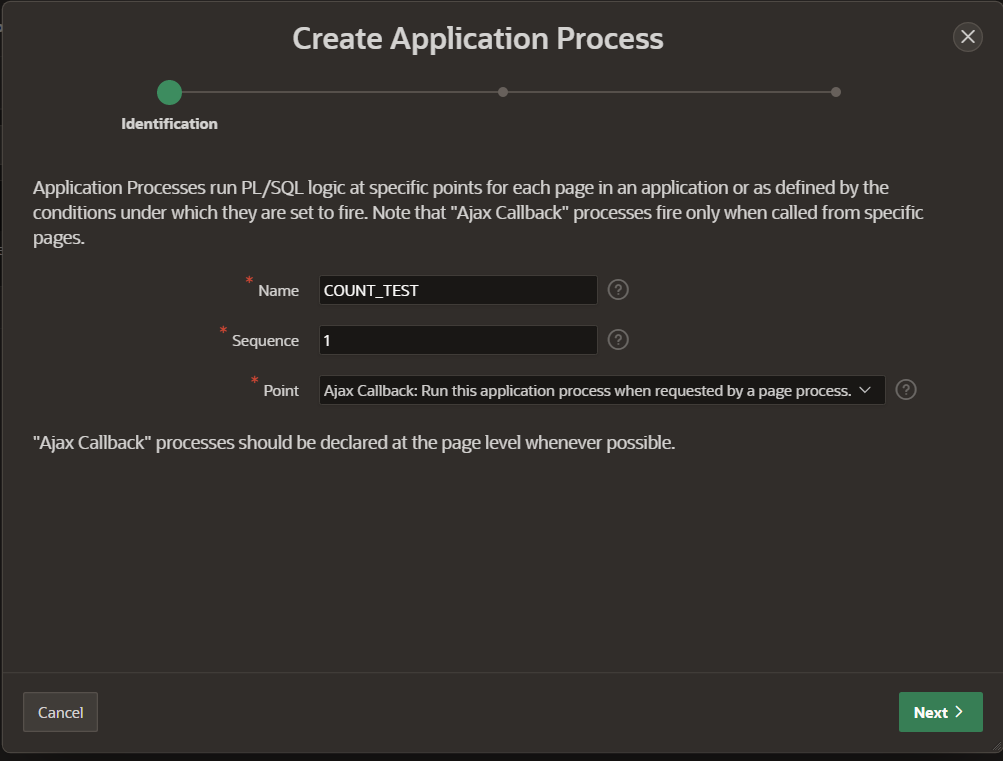 Create Application Process
Identification
Application Processes run PL/SQL logic at specific points for each page in an application or as defined by the
conditions under which they are set to fire. Note that "Ajax Callback" processes fire only when called from specific
pages.
* Name COUNT_TEST ?
* Sequence 1 ?
* Point Ajax Callback: Run this application process when requested by a page process. ?
"Ajax Callback" processes should be declared at the page level whenever possible.
Cancel Next